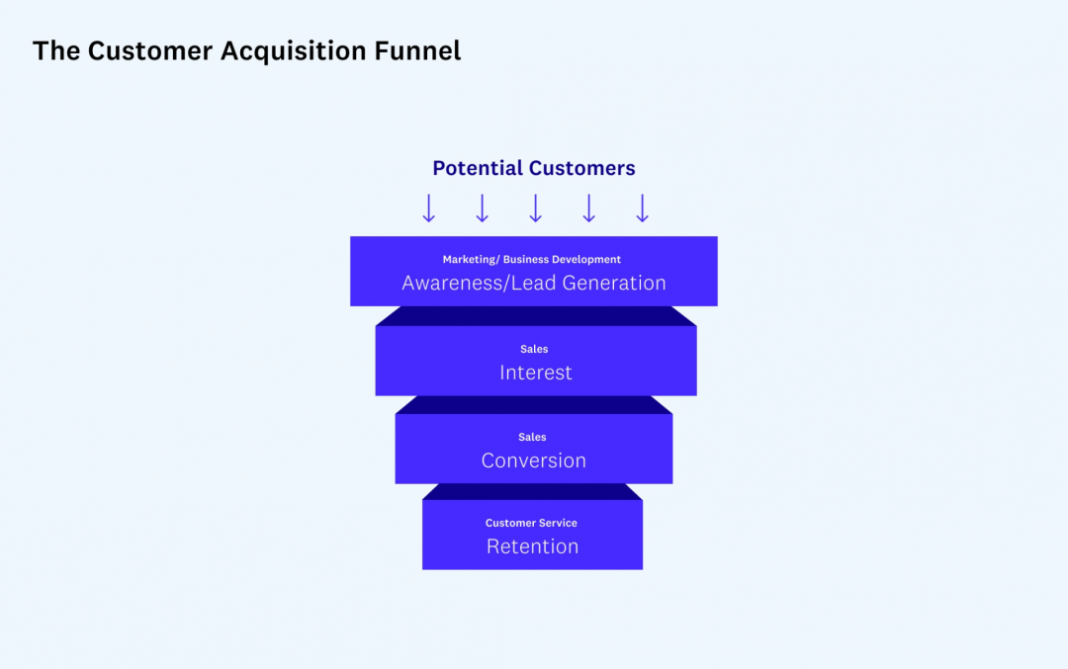 The Customer Acquisition Funnel
Potential Customers
Marketing/ Business Development
Awareness/Lead Generation
Sales
Interest
Sales
Conversion
Customer Service
Retention